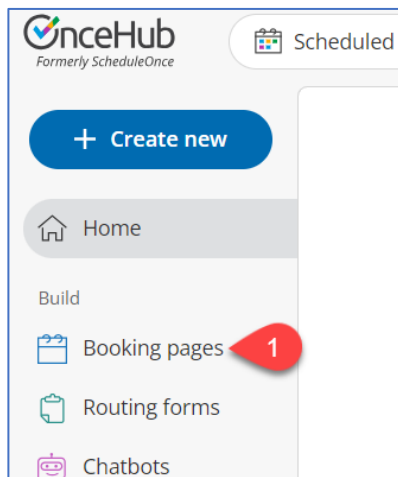 OnceHub
Formerly ScheduleOnce
Scheduled
+ Create new
Home
Build
Booking pages
1
Routing forms
Chatbots